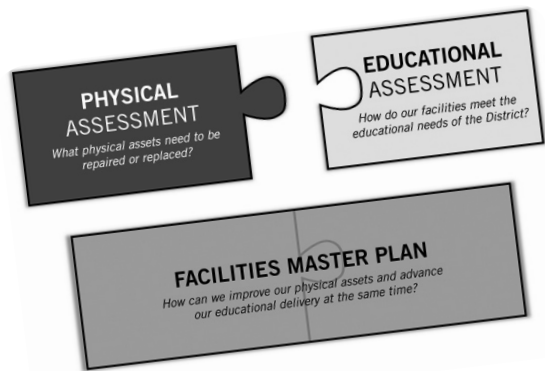 PHYSICAL
ASSESSMENT
What physical assets need to be
repaired or replaced?
EDUCATIONAL
ASSESSMENT
How do our facilities meet the
educational needs of the District?
FACILITIES MASTER PLAN
How can we improve our physical assets and advance
our educational delivery at the same time?